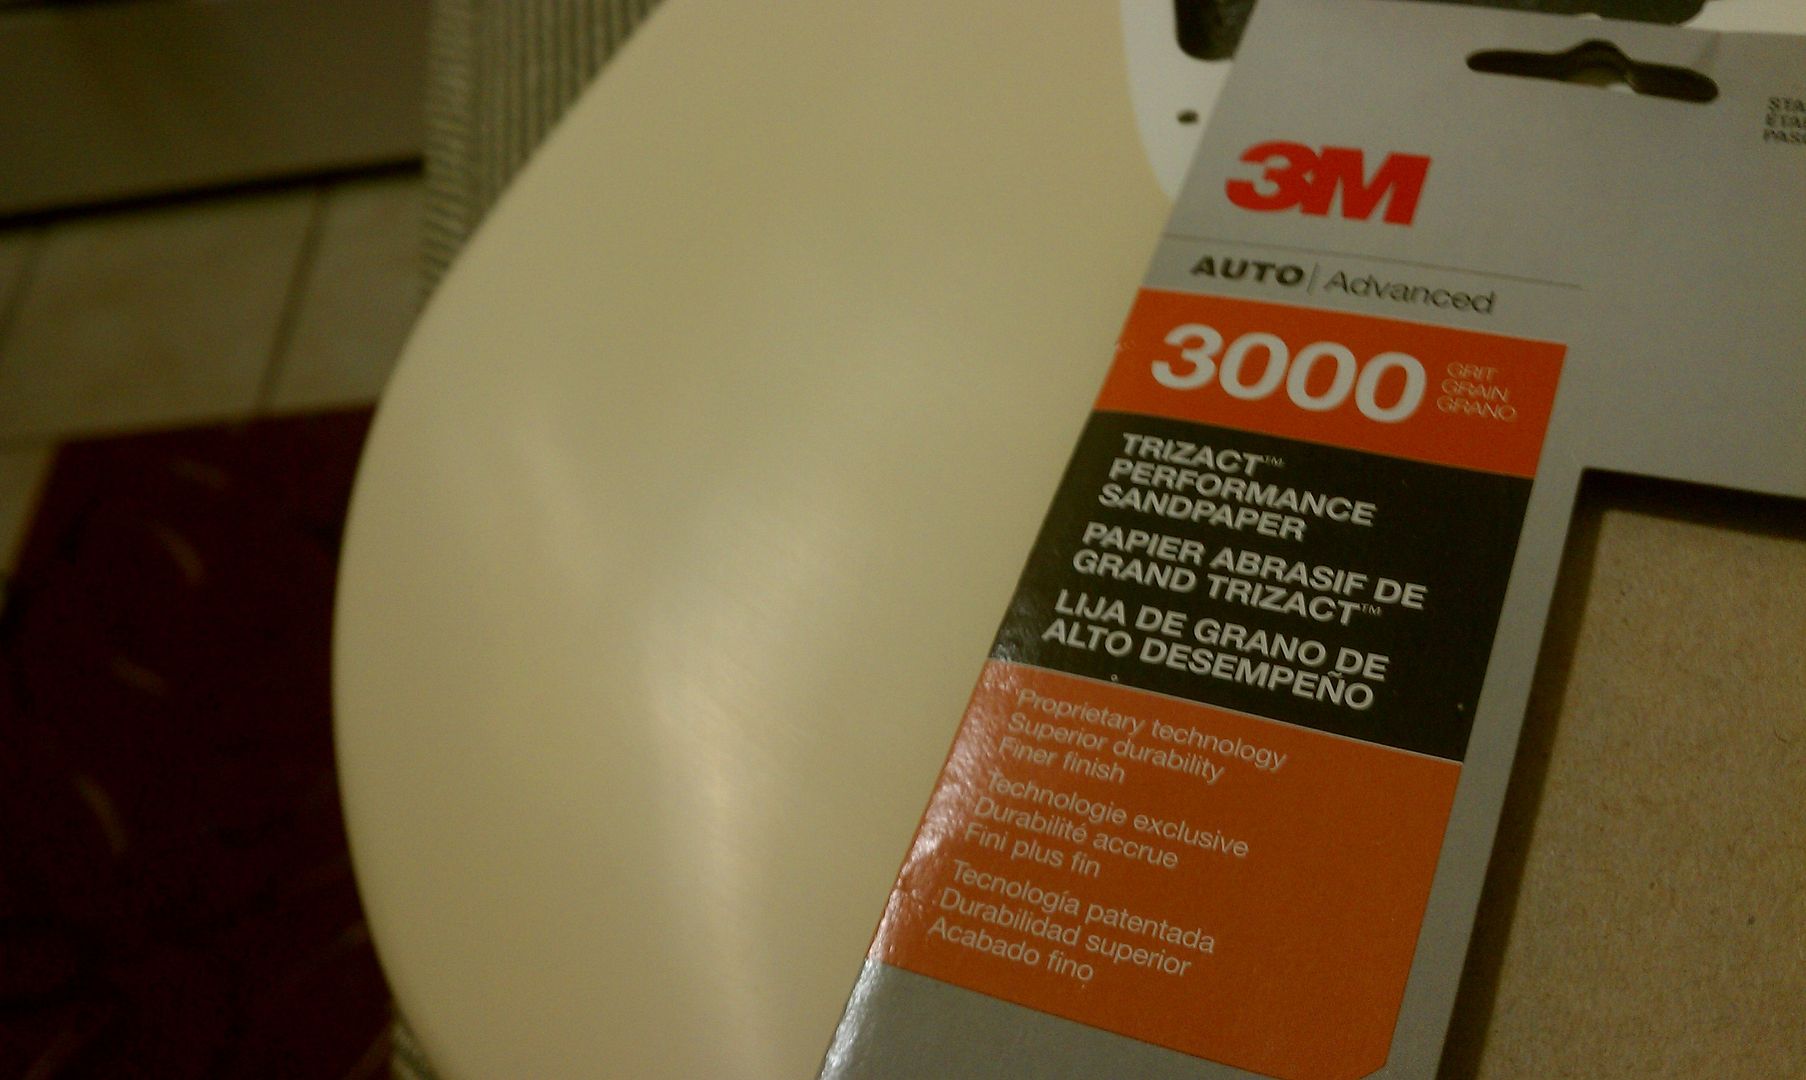 3M
AUTO | Advanced
3000
GRIT
GRAIN
GRANO
TRIZACT™
PERFORMANCE
SANDPAPER
PAPIER ABRASIF DE
GRAND TRIZACT™
LIJA DE GRANO DE
ALTO DESEMPEÑO
Proprietary technology
Superior durability
Finer finish
Technologie exclusive
Durabilité accrue
Fini plus fin
Tecnología patentada
Durabilidad superior
Acabado fino